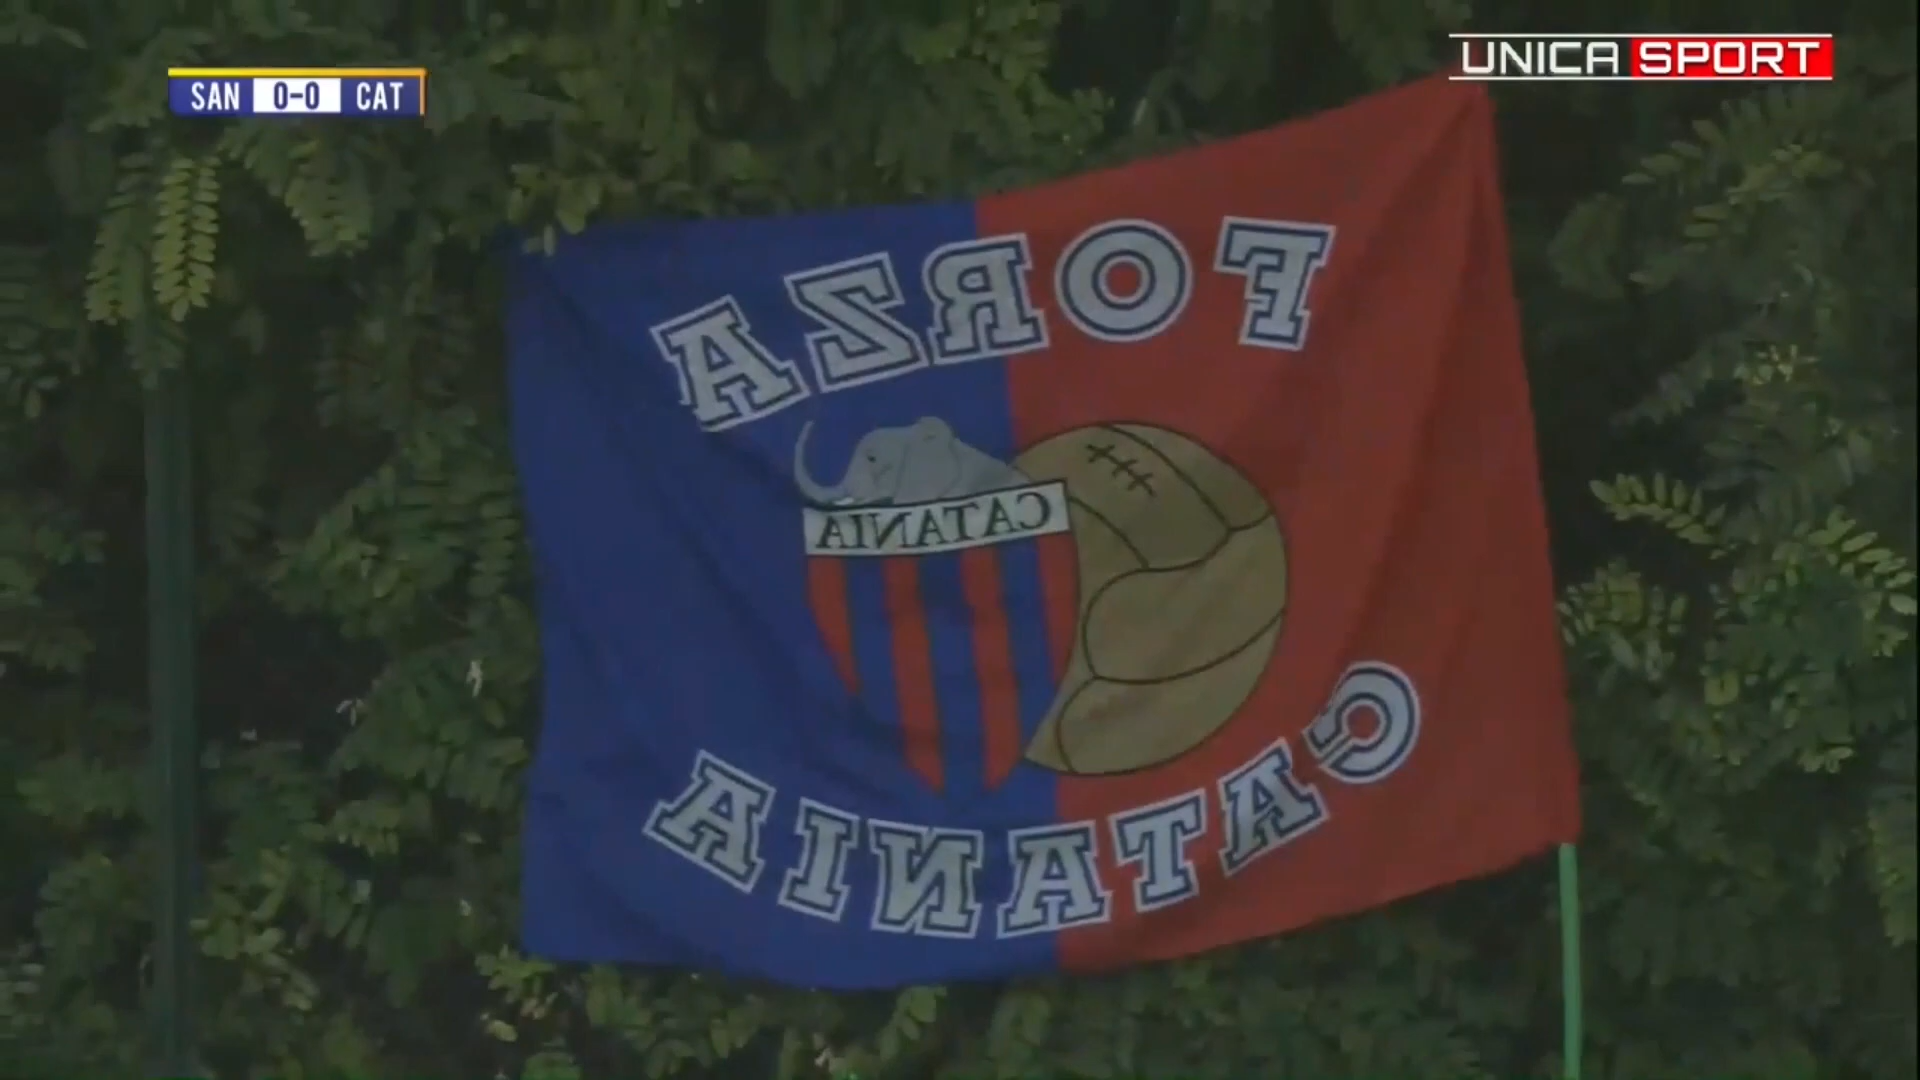 UNICA SPORT
SAN 0-0 CAT
FORZA
CATANIA
CATANIA